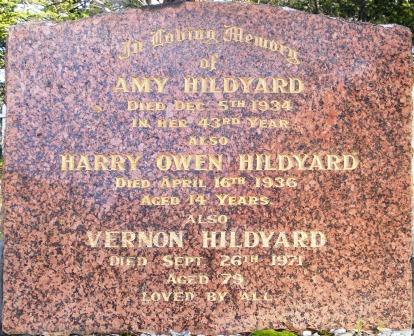 In Loving Memory
of
AMY HILDYARD
DIED DEC 5TH 1934
IN HER 43RD YEAR
ALSO
HARRY OWEN HILDYARD
DIED APRIL 16TH 1936
AGED 14 YEARS
ALSO
VERNON HILDYARD
DIED SEPT 26TH 1971
AGED 79
LOVED BY ALL